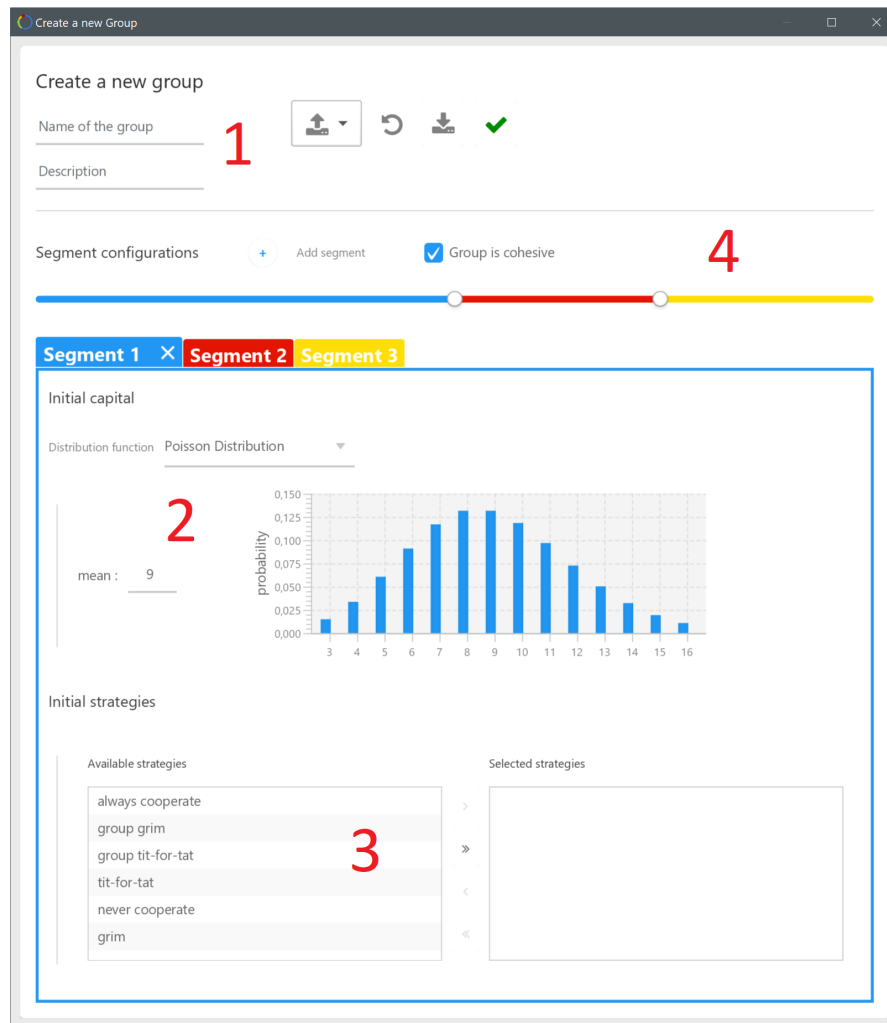 Create a new Group
Create a new group
Name of the group
1
Description
Segment configurations + Add segment Group is cohesive 4
Segment 1 Segment 2 Segment 3
Initial capital
Distribution function Poisson Distribution
2
mean : 9
probability
0,150
0,125
0,100
0,075
0,050
0,025
0,000
3 4 5 6 7 8 9 10 11 12 13 14 15 16
Initial strategies
Available strategies Selected strategies
always cooperate
group grim
group tit-for-tat
3
tit-for-tat
never cooperate
grim